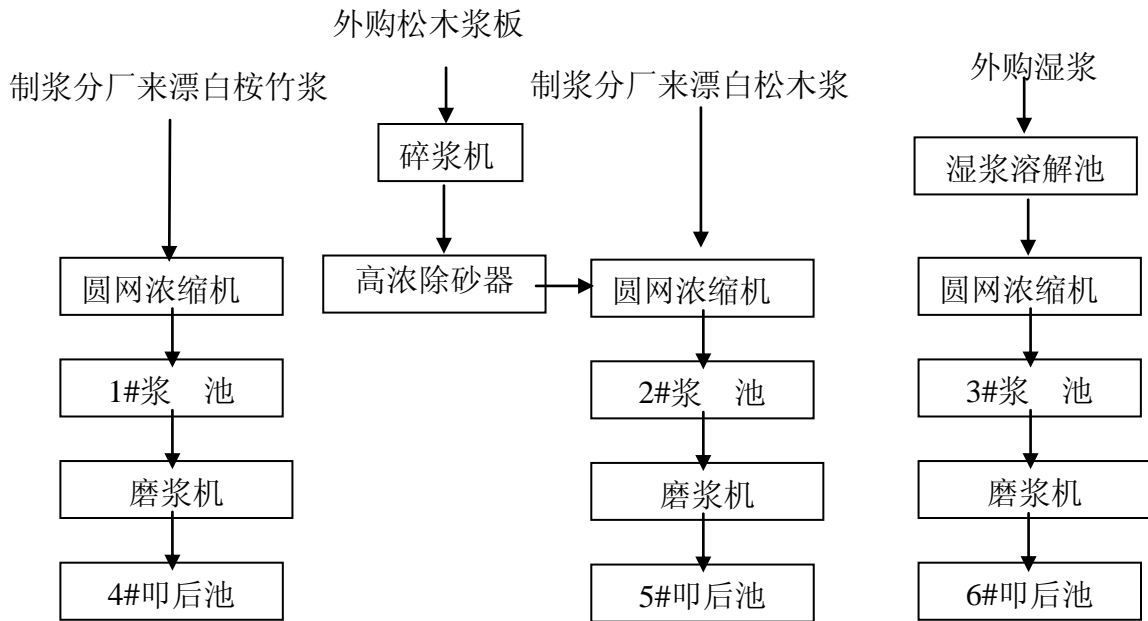 外购松木浆板
制浆分厂来漂白桉竹浆
制浆分厂来漂白松木浆
外购湿浆
碎浆机
湿浆溶解池
圆网浓缩机
高浓除砂器
圆网浓缩机
圆网浓缩机
1#浆 池
2#浆 池
3#浆 池
磨浆机
磨浆机
磨浆机
4#叩后池
5#叩后池
6#叩后池